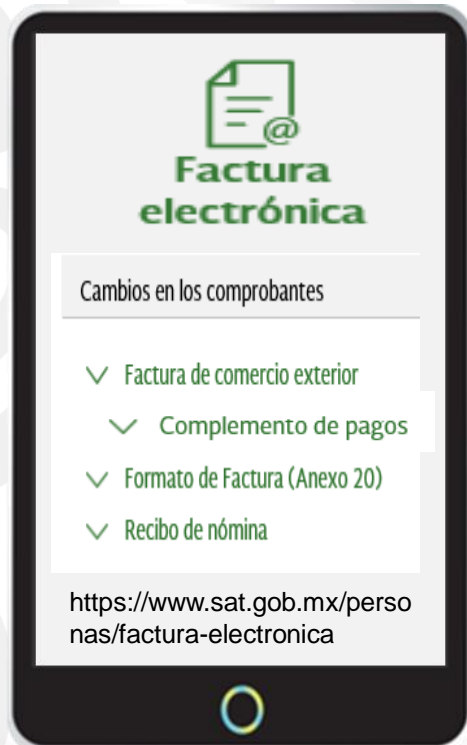 @
Factura
electrónica
Cambios en los comprobantes
Factura de comercio exterior
Complemento de pagos
Formato de Factura (Anexo 20)
Recibo de nómina
https://www.sat.gob.mx/perso
nas/factura-electronica